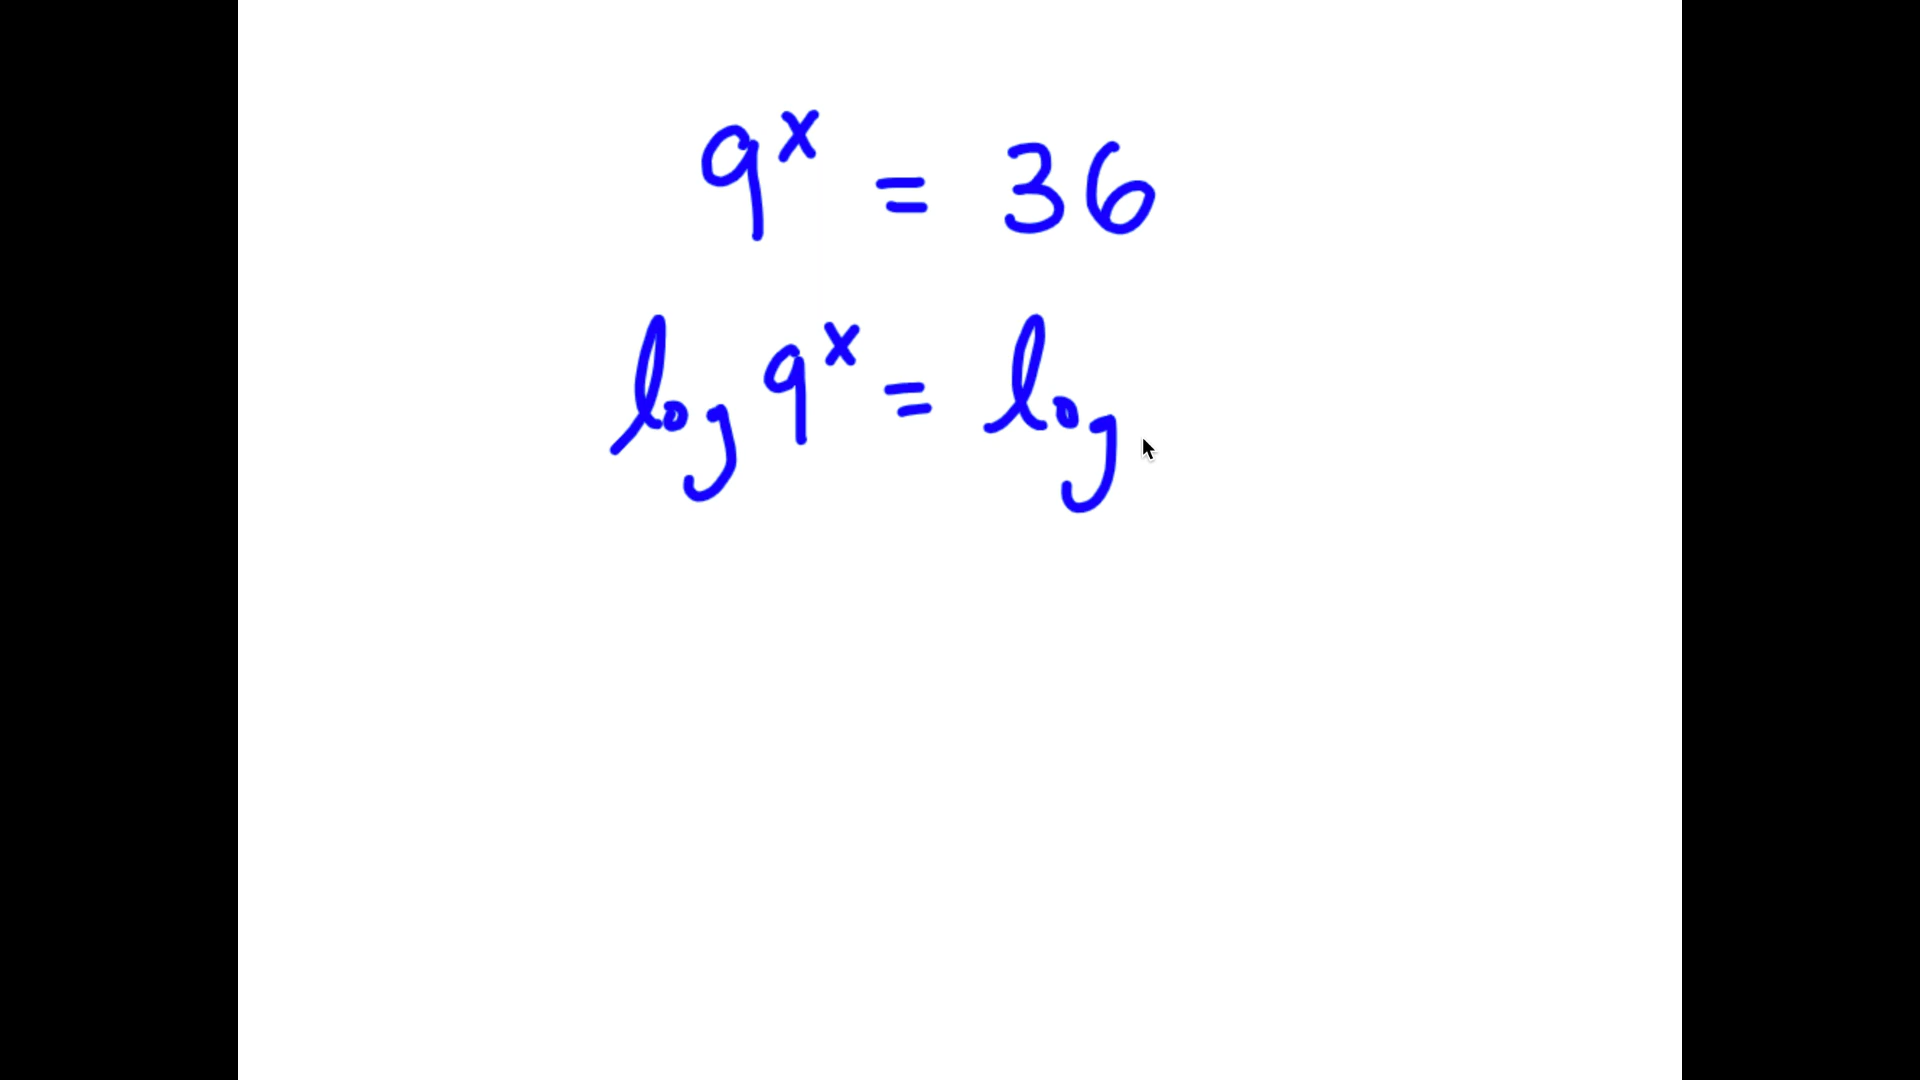 9^x = 36
log 9^x = log